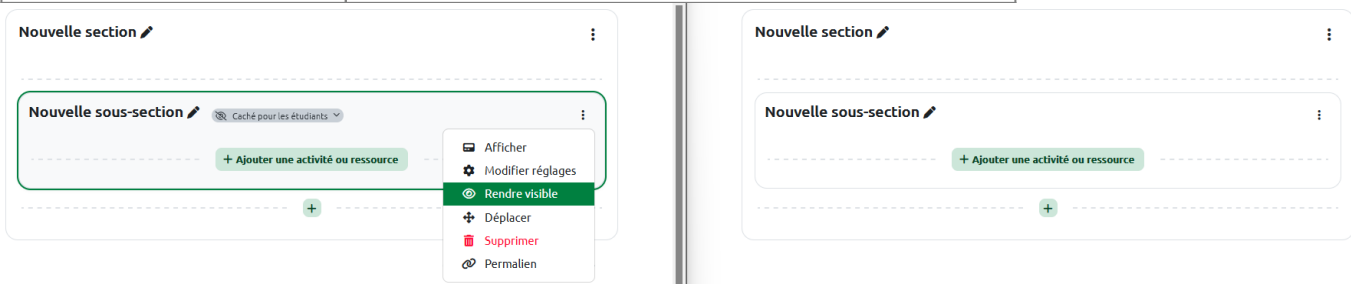 Nouvelle section
Nouvelle sous-section
Caché pour les étudiants
+ Ajouter une activité ou ressource
+
Afficher
Modifier réglages
Rendre visible
Déplacer
Supprimer
Permalien
Nouvelle section
Nouvelle sous-section
+ Ajouter une activité ou ressource
+